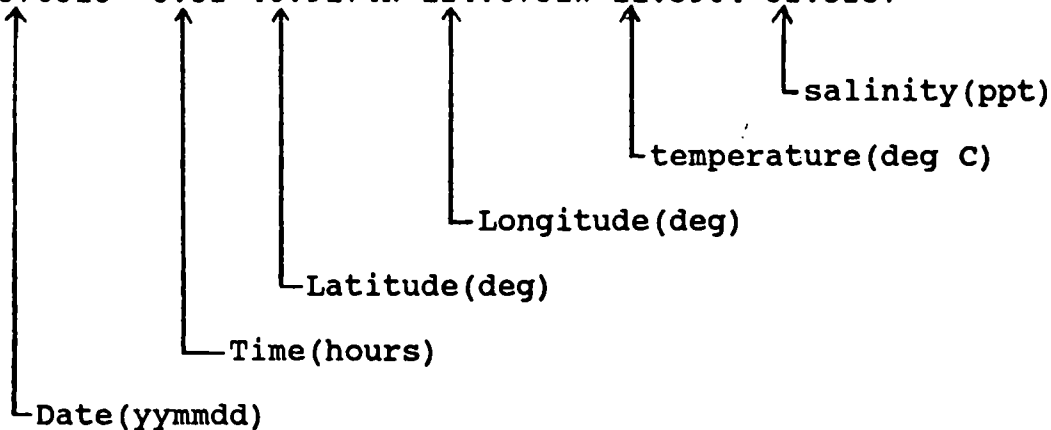 salinity(ppt)
temperature(deg C)
Longitude(deg)
Latitude(deg)
Time(hours)
Date(yymmdd)